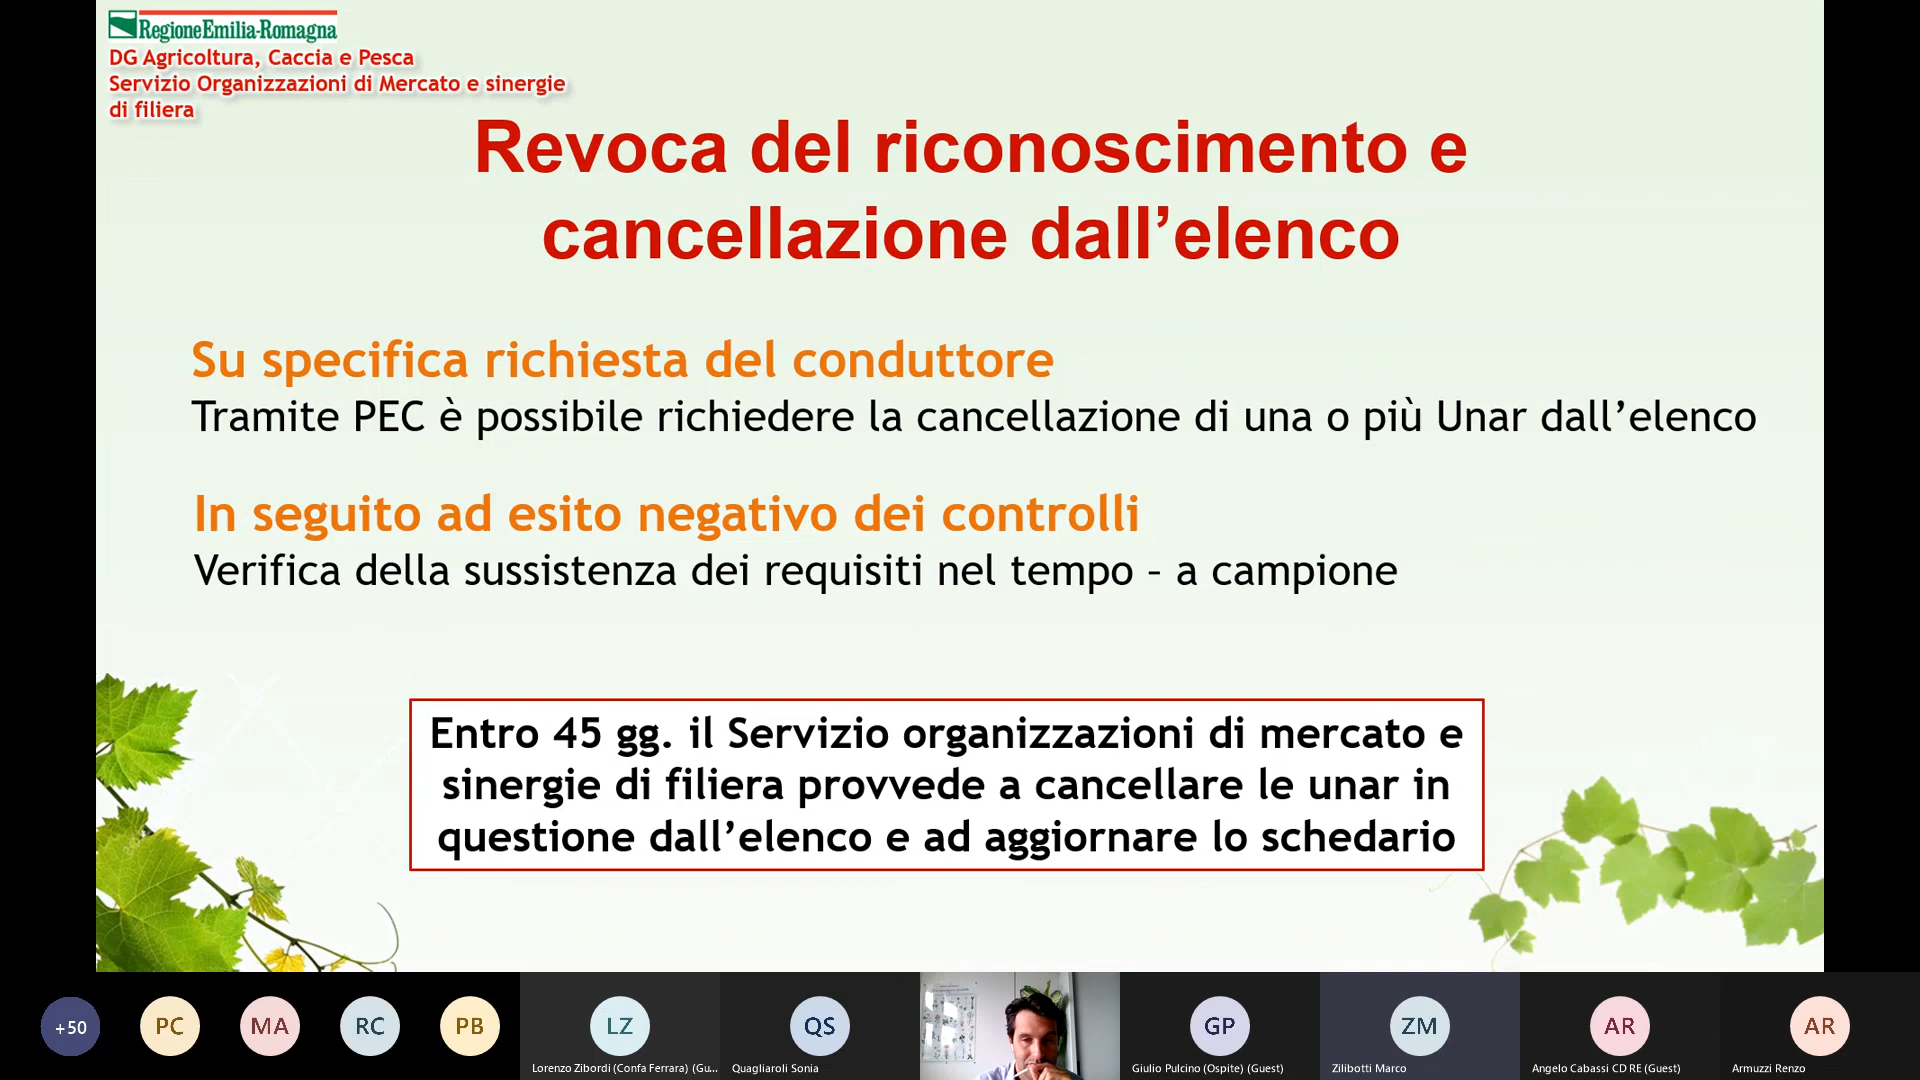 RegioneEmilia-Romagna
DG Agricoltura, Caccia e Pesca
Servizio Organizzazioni di Mercato e sinergie
di filiera
Revoca del riconoscimento e
cancellazione dall’elenco
Su specifica richiesta del conduttore
Tramite PEC è possibile richiedere la cancellazione di una o più Unar dall’elenco
In seguito ad esito negativo dei controlli
Verifica della sussistenza dei requisiti nel tempo – a campione
Entro 45 gg. il Servizio organizzazioni di mercato e
sinergie di filiera provvede a cancellare le unar in
questione dall’elenco e ad aggiornare lo schedario
+50 PC MA RC PB LZ QS GP ZM AR AR
Lorenzo Zibordi (Confa Ferrara) (Gu... Quagliaroli Sonia Giulio Pulcino (Ospite) (Guest) Zilibotti Marco Angelo Cabassi CD RE (Guest) Armuzzi Renzo